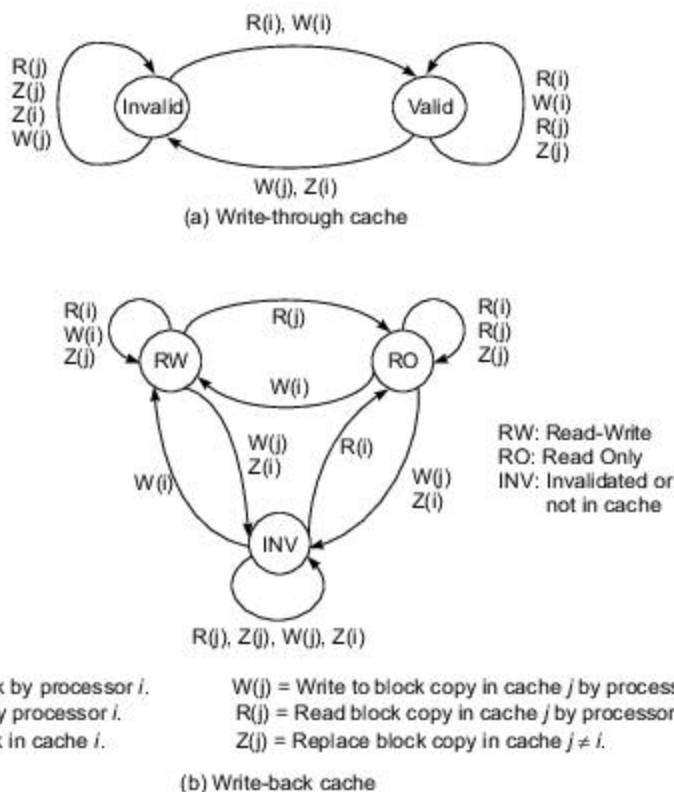 R(i), W(i)
R(j)
Z(j)
Z(i)
W(j)
Invalid
Valid
R(i)
W(i)
R(j)
Z(j)
W(j), Z(i)
(a) Write-through cache
R(i)
W(i)
Z(j)
RW
R(j)
W(i)
RO
R(i)
R(j)
Z(j)
W(i)
W(j)
Z(i)
R(i)
W(j)
Z(i)
INV
R(j), Z(j), W(j), Z(i)
RW: Read-Write
RO: Read Only
INV: Invalidated or
not in cache
k by processor i. W(j) = Write to block copy in cache j by process
by processor i. R(j) = Read block copy in cache j by processor
k in cache i. Z(j) = Replace block copy in cache j ≠ i.
(b) Write-back cache